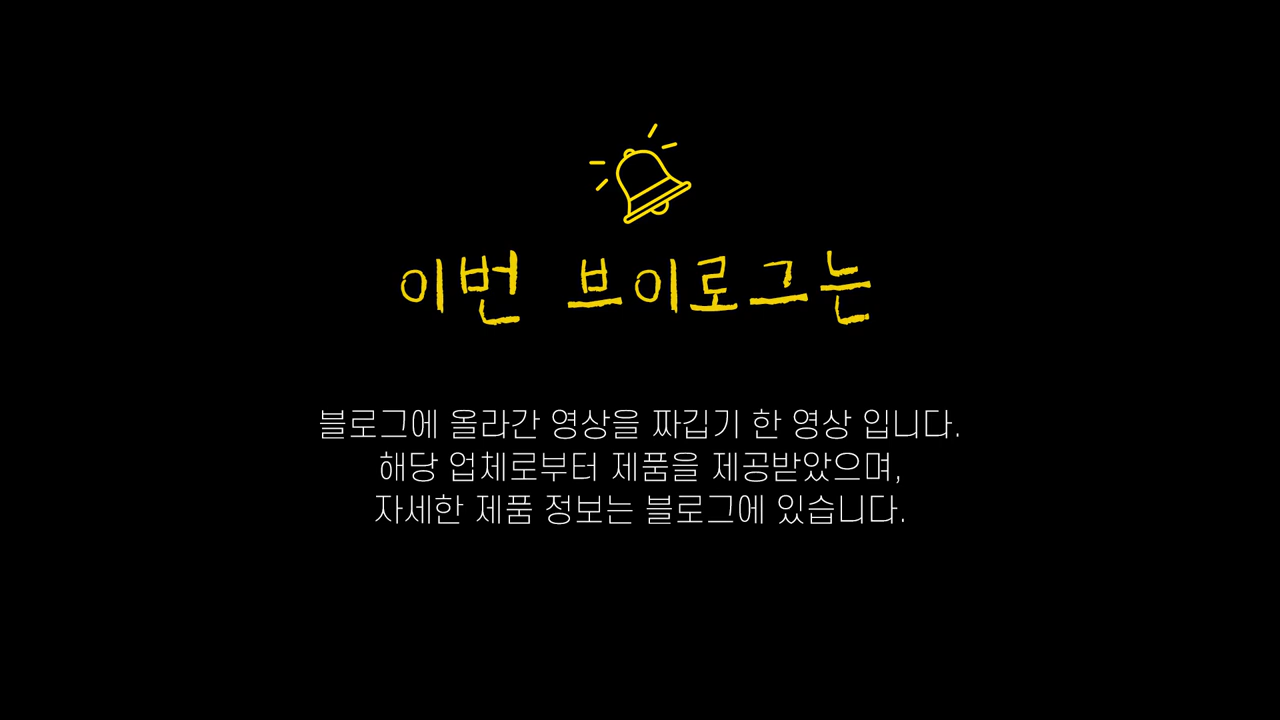 이번 브이로그는
블로그에 올라간 영상을 짜깁기 한 영상 입니다.
해당 업체로부터 제품을 제공받았으며,
자세한 제품 정보는 블로그에 있습니다.